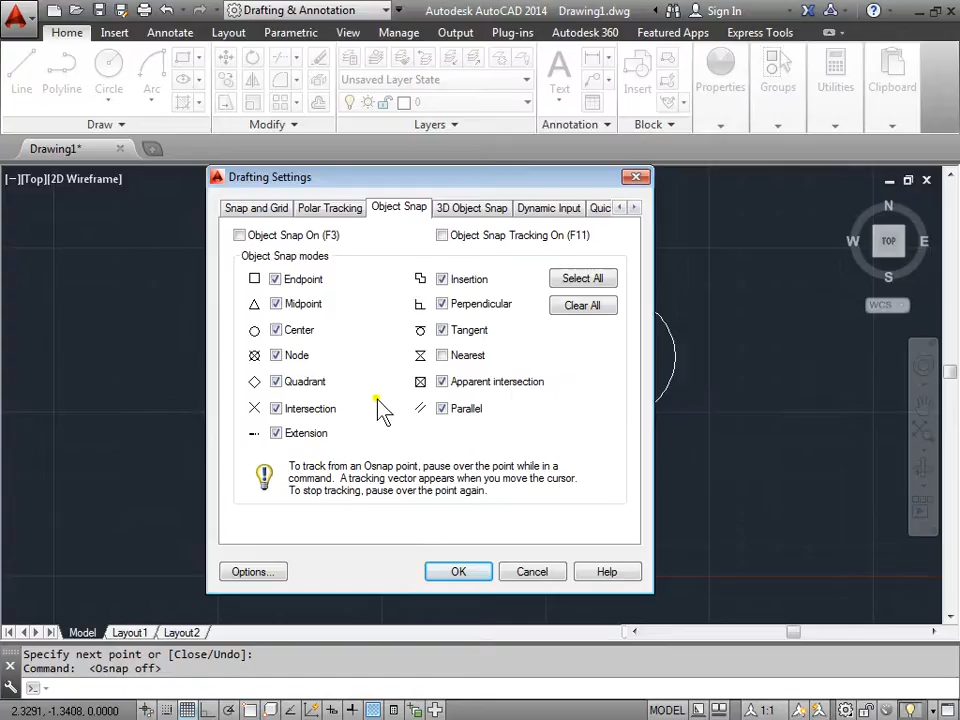 Drafting & Annotation
Autodesk AutoCAD 2014 Drawing1.dwg
Sign In
Home Insert Annotate Layout Parametric View Manage Output Plug-ins Autodesk 360 Featured Apps Express Tools
Unsaved Layer State
Line Polyline Circle Arc
Text Insert Properties Groups Utilities Clipboard
0
Draw Modify Layers Annotation Block
Drawing1*
[−][Top][2D Wireframe]
Drafting Settings
N
W TOP E
S
WCS
Snap and Grid Polar Tracking Object Snap 3D Object Snap Dynamic Input Quic
Object Snap On (F3) Object Snap Tracking On (F11)
Object Snap modes
Endpoint Insertion Select All
Midpoint Perpendicular Clear All
Center Tangent
Node Nearest
Quadrant Apparent intersection
Intersection Parallel
Extension
To track from an Osnap point, pause over the point while in a
command. A tracking vector appears when you move the cursor.
To stop tracking, pause over the point again.
Options... OK Cancel Help
Model Layout1 Layout2
Specify next point or [Close/Undo]:
Command: <Osnap off>
2.3291, -1.3408, 0.0000
MODEL 1:1